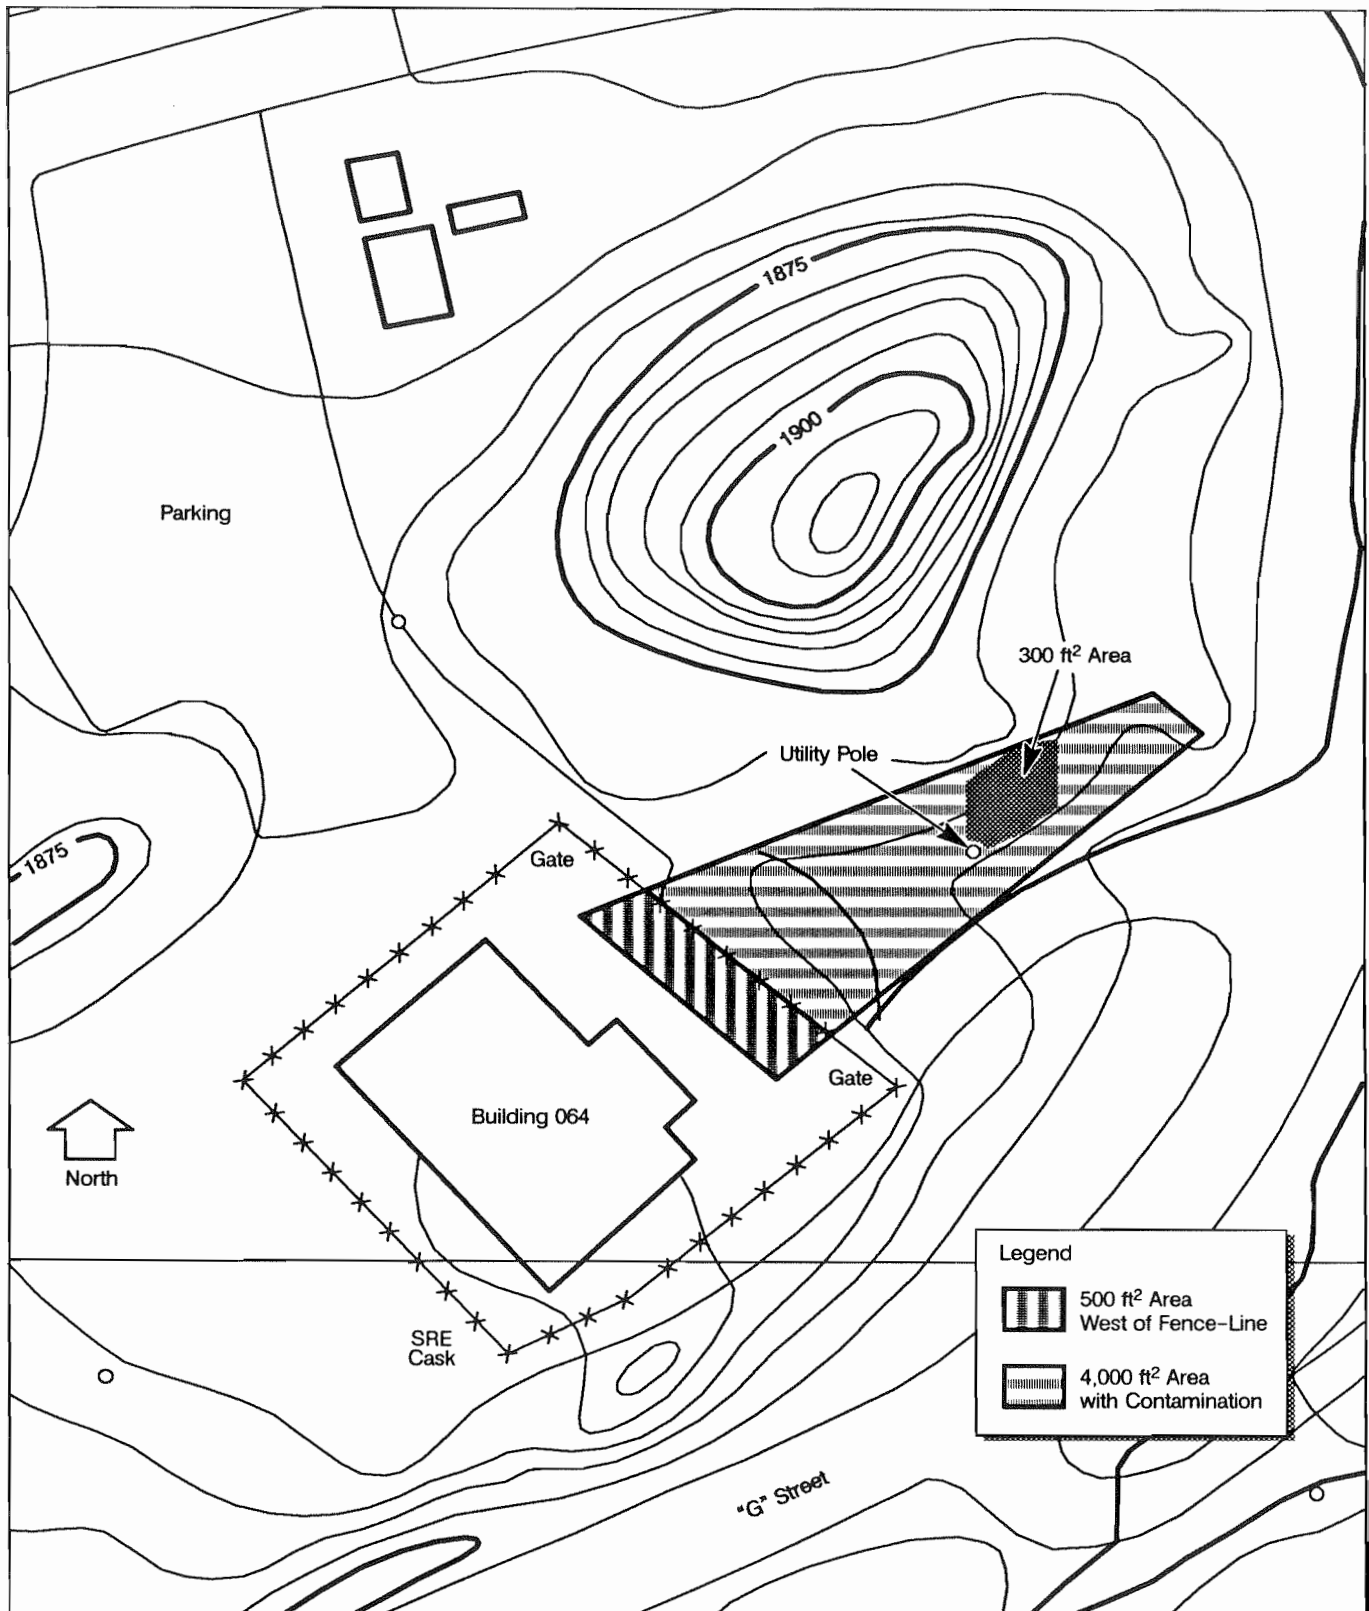 1875
1900
Parking
300 ft² Area
Utility Pole
1875
Gate
Gate
Building 064
North
Legend
500 ft² Area
West of Fence-Line
4,000 ft² Area
with Contamination
SRE
Cask
"G" Street